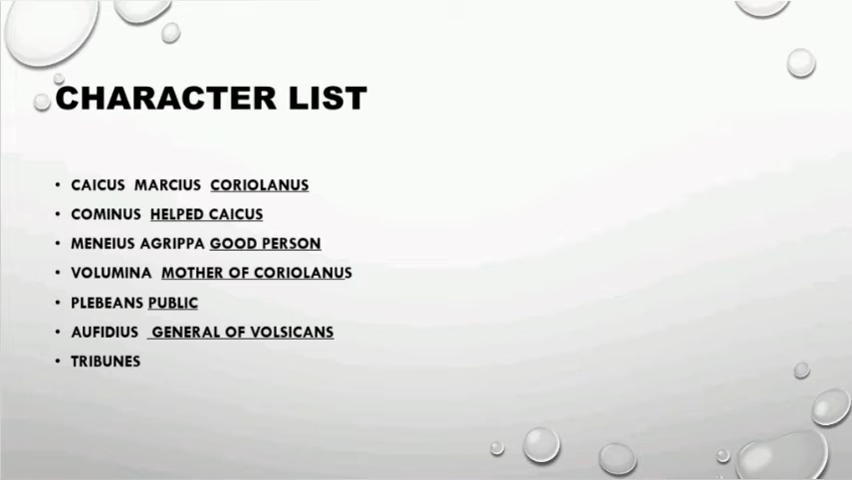 CHARACTER LIST
• CAICUS MARCIUS CORIOLANUS
• COMINUS HELPED CAICUS
• MENEIUS AGRIPPA GOOD PERSON
• VOLUMINA MOTHER OF CORIOLANUS
• PLEBEANS PUBLIC
• AUFIDIUS GENERAL OF VOLSICANS
• TRIBUNES